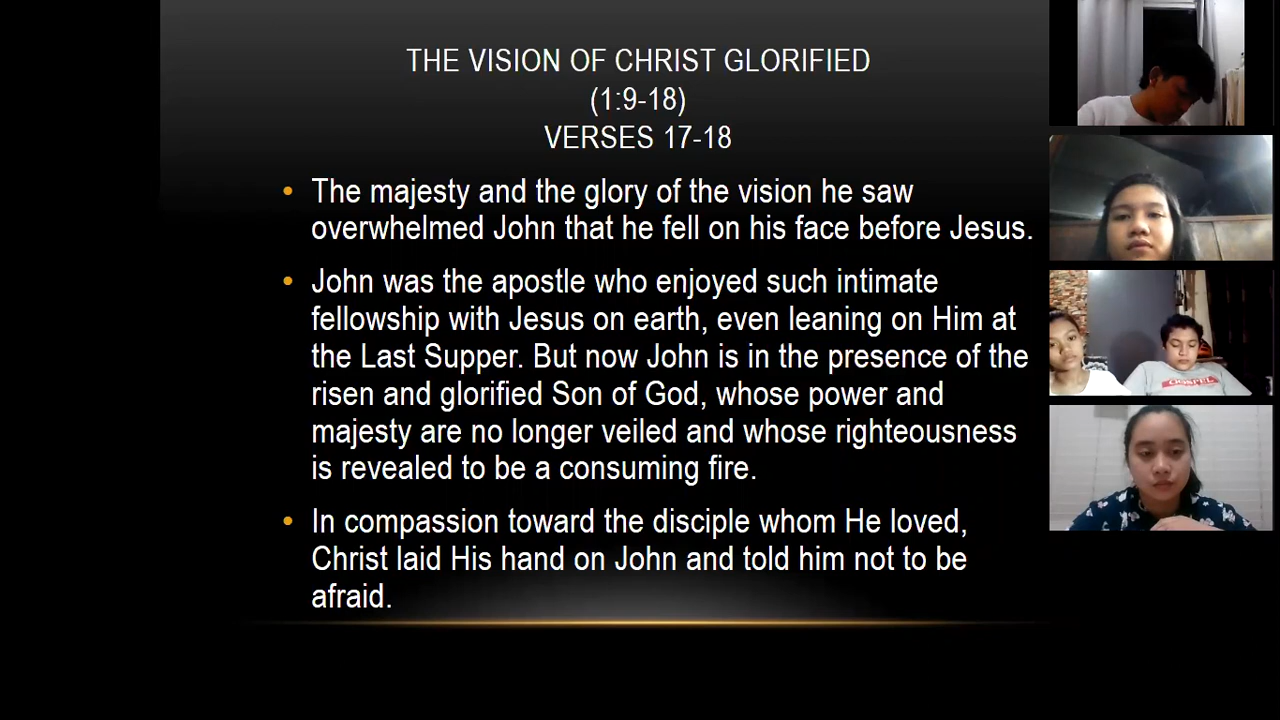 THE VISION OF CHRIST GLORIFIED
(1:9-18)
VERSES 17-18
• The majesty and the glory of the vision he saw
overwhelmed John that he fell on his face before Jesus.
• John was the apostle who enjoyed such intimate
fellowship with Jesus on earth, even leaning on Him at
the Last Supper. But now John is in the presence of the
risen and glorified Son of God, whose power and
majesty are no longer veiled and whose righteousness
is revealed to be a consuming fire.
• In compassion toward the disciple whom He loved,
Christ laid His hand on John and told him not to be
afraid.
GOSPEL